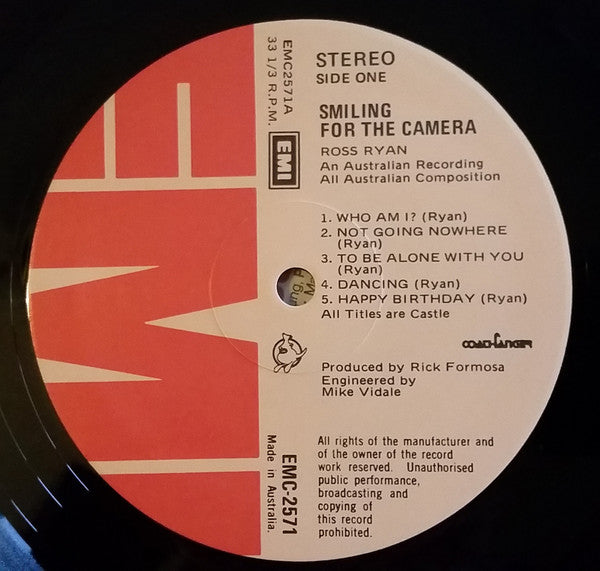 STEREO
SIDE ONE
SMILING
FOR THE CAMERA
ROSS RYAN
An Australian Recording
All Australian Composition
1. WHO AM I? (Ryan)
2. NOT GOING NOWHERE
(Ryan)
3. TO BE ALONE WITH YOU
(Ryan)
4. DANCING (Ryan)
5. HAPPY BIRTHDAY (Ryan)
All Titles are Castle
Produced by Rick Formosa
Engineered by
Mike Vidale
All rights of the manufacturer and
of the owner of the record
work reserved. Unauthorised
public performance,
broadcasting and
copying of
this record
prohibited.
EMC2571A
33 1/3 R.P.M.
EMI
EMC-2571
Made in Australia.
EMI